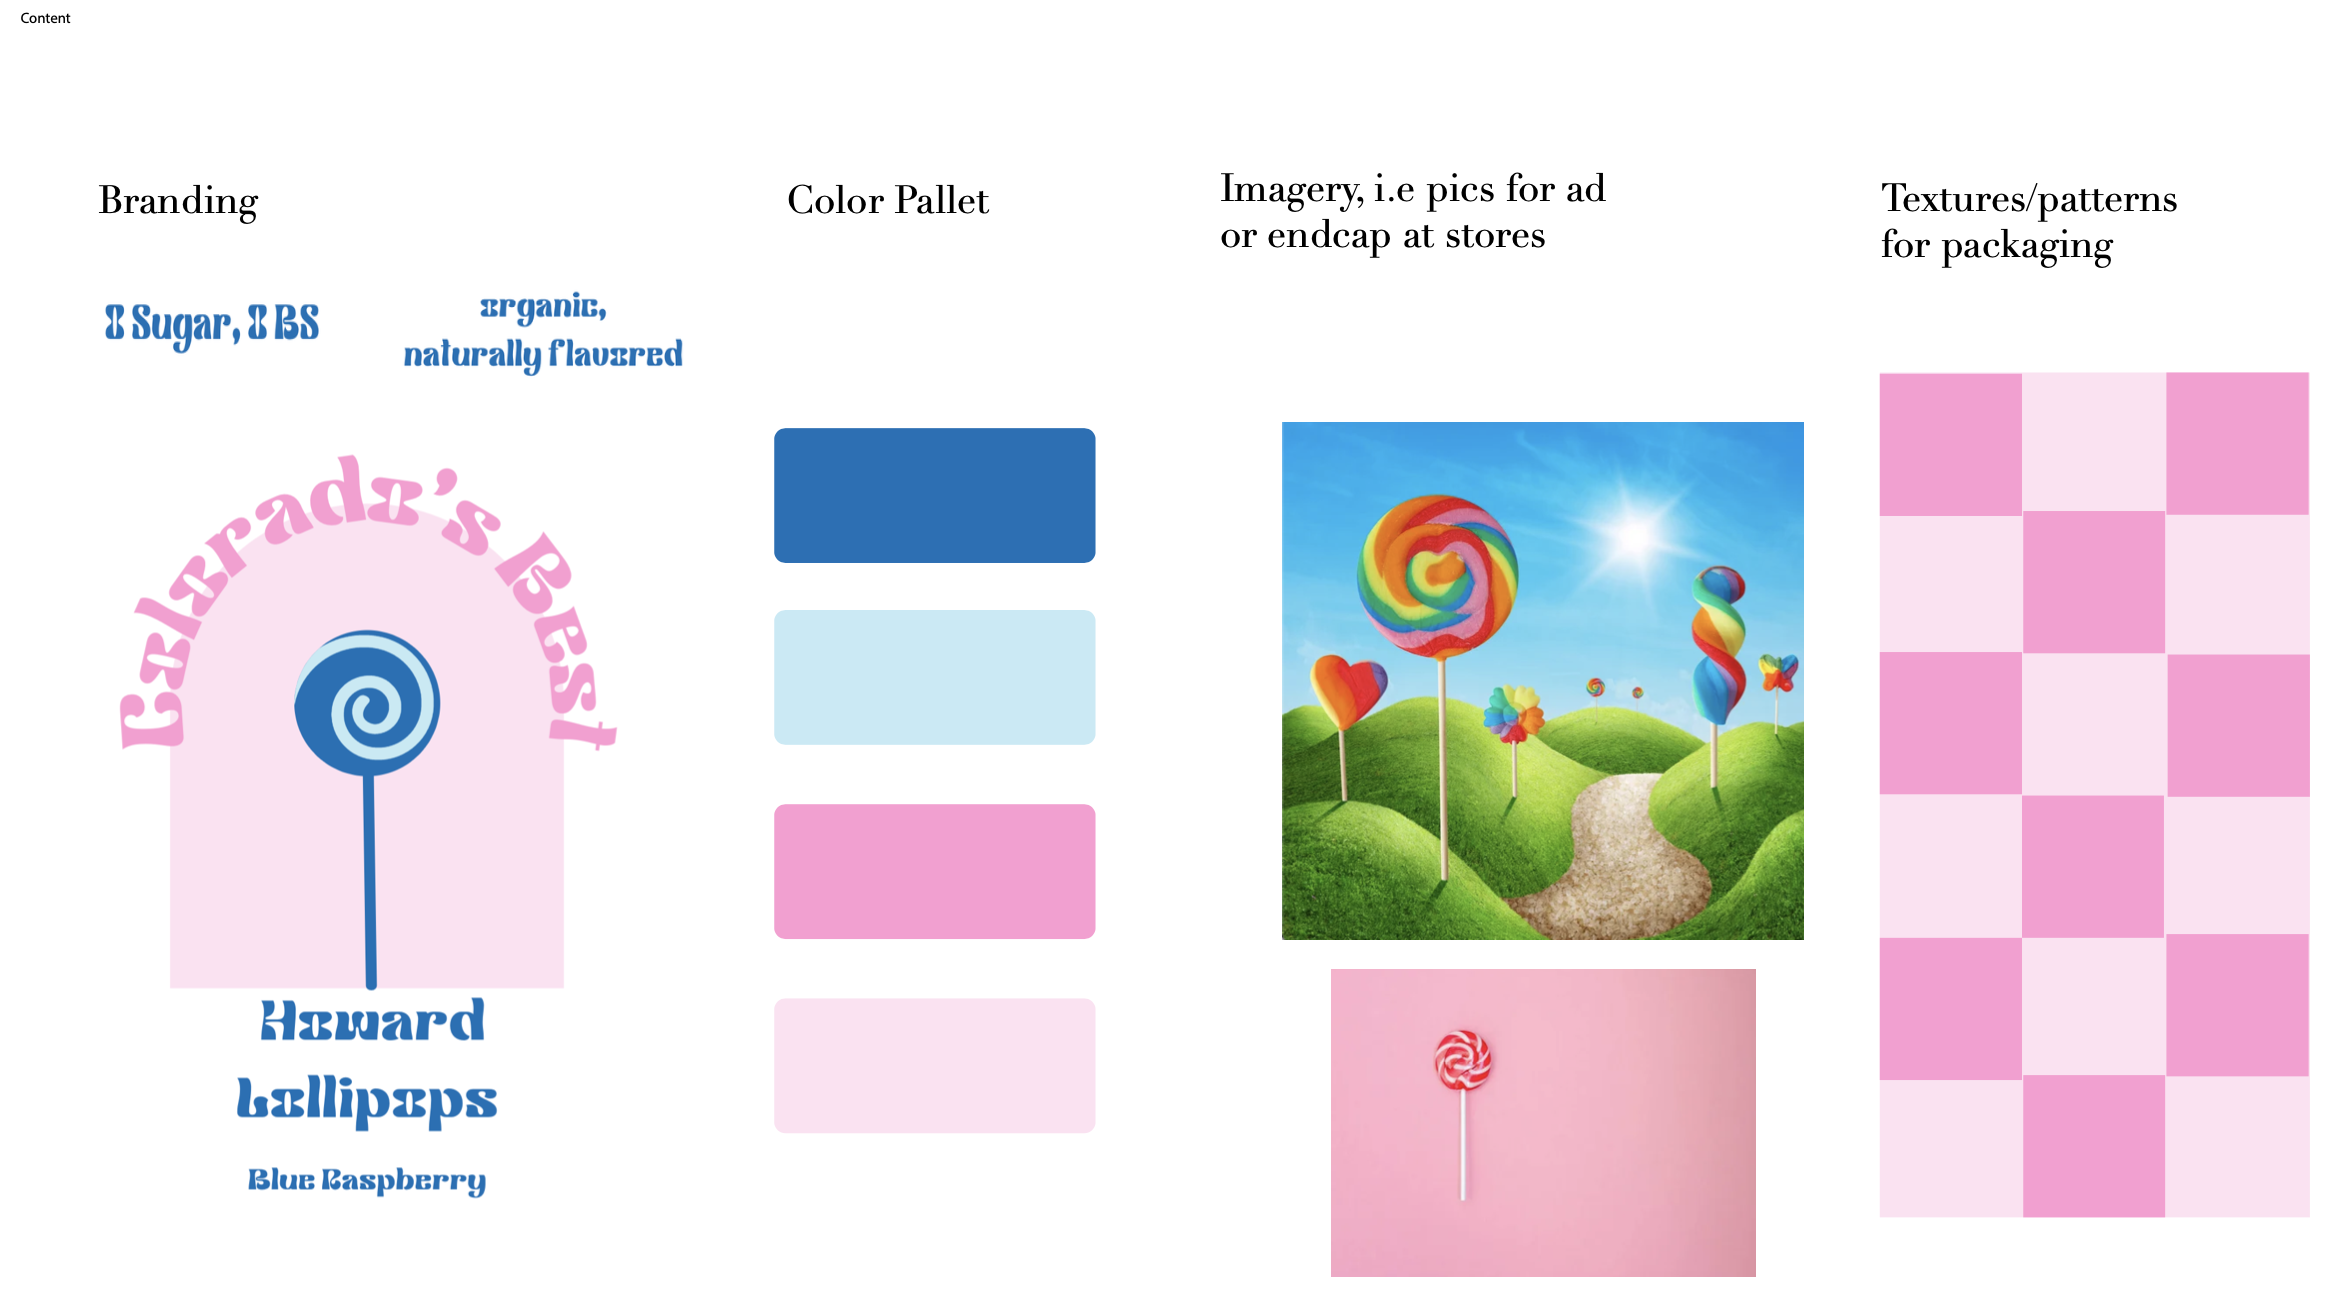 Content
Branding
Color Pallet
Imagery, i.e pics for ad
or endcap at stores
Textures/patterns
for packaging
0 Sugar, 0 BS
organic,
naturally flavored
Colorado's Best
Howard
Lollipops
Blue Raspberry